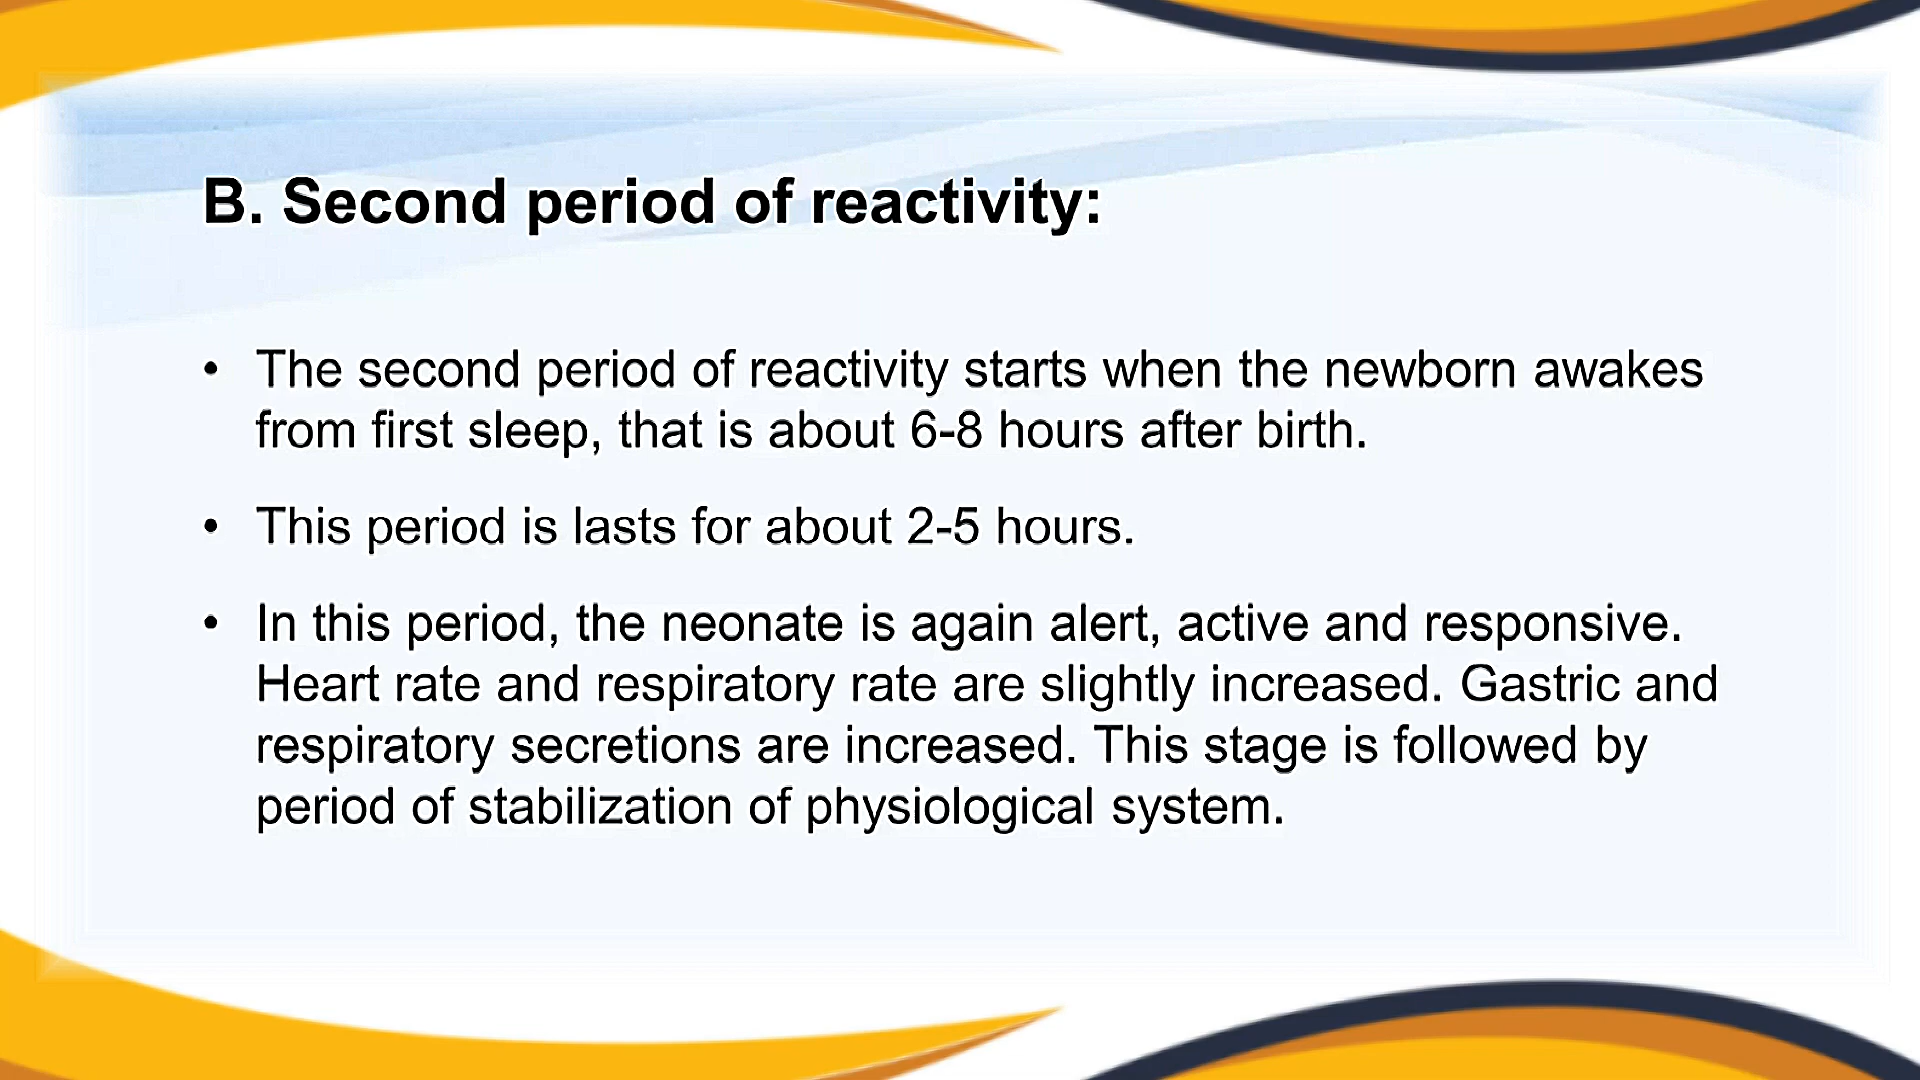 B. Second period of reactivity:
• The second period of reactivity starts when the newborn awakes
from first sleep, that is about 6-8 hours after birth.
• This period is lasts for about 2-5 hours.
• In this period, the neonate is again alert, active and responsive.
Heart rate and respiratory rate are slightly increased. Gastric and
respiratory secretions are increased. This stage is followed by
period of stabilization of physiological system.